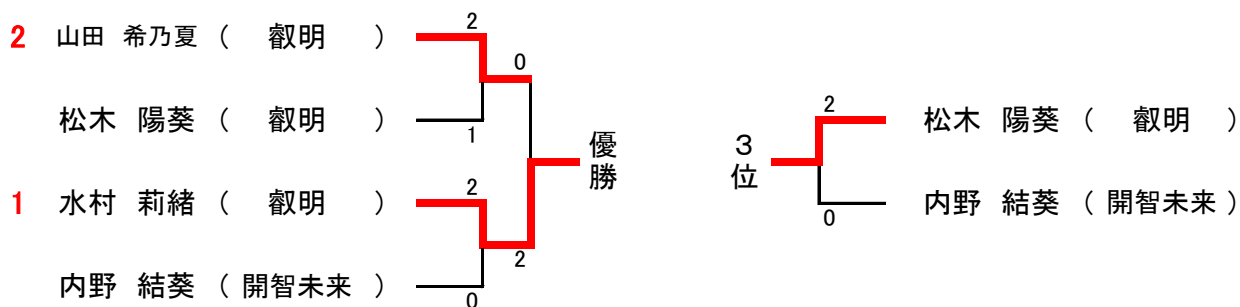 2
2 山田 希乃夏 ( 叡明 )
0
松木 陽葵 ( 叡明 )
1
優勝
2
1 水村 莉緒 ( 叡明 )
2
内野 結葵 ( 開智未来 )
0
3位
2
松木 陽葵 ( 叡明 )
内野 結葵 ( 開智未来 )
0